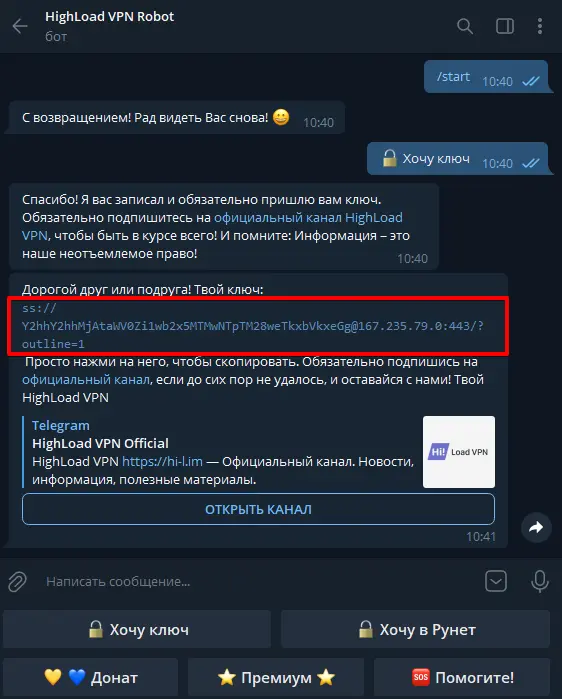 HighLoad VPN Robot
бот
/start 10:40
С возвращением! Рад видеть Вас снова! 😀 10:40
🔒 Хочу ключ 10:40
Спасибо! Я вас записал и обязательно пришлю вам ключ.
Обязательно подпишитесь на официальный канал HighLoad
VPN, чтобы быть в курсе всего! И помните: Информация – это
наше неотъемлемое право!
10:40
Дорогой друг или подруга! Твой ключ:
ss://
Y2hhY2hhMjAtaWV0Zi1wb2x5MTMwNTpTM28weTkxbVkxeGg@167.235.79.0:443/?
outline=1
Просто нажми на него, чтобы скопировать. Обязательно подпишись на
официальный канал, если до сих пор не удалось, и оставайся с нами! Твой
HighLoad VPN
Telegram
HighLoad VPN Official
HighLoad VPN https://hi-l.im — Официальный канал. Новости,
информация, полезные материалы.
Hi! Load VPN
ОТКРЫТЬ КАНАЛ
10:41
Написать сообщение...
🔒 Хочу ключ
🔒 Хочу в Рунет
💛 💙 Донат
⭐ Премиум ⭐
🆘 Помогите!